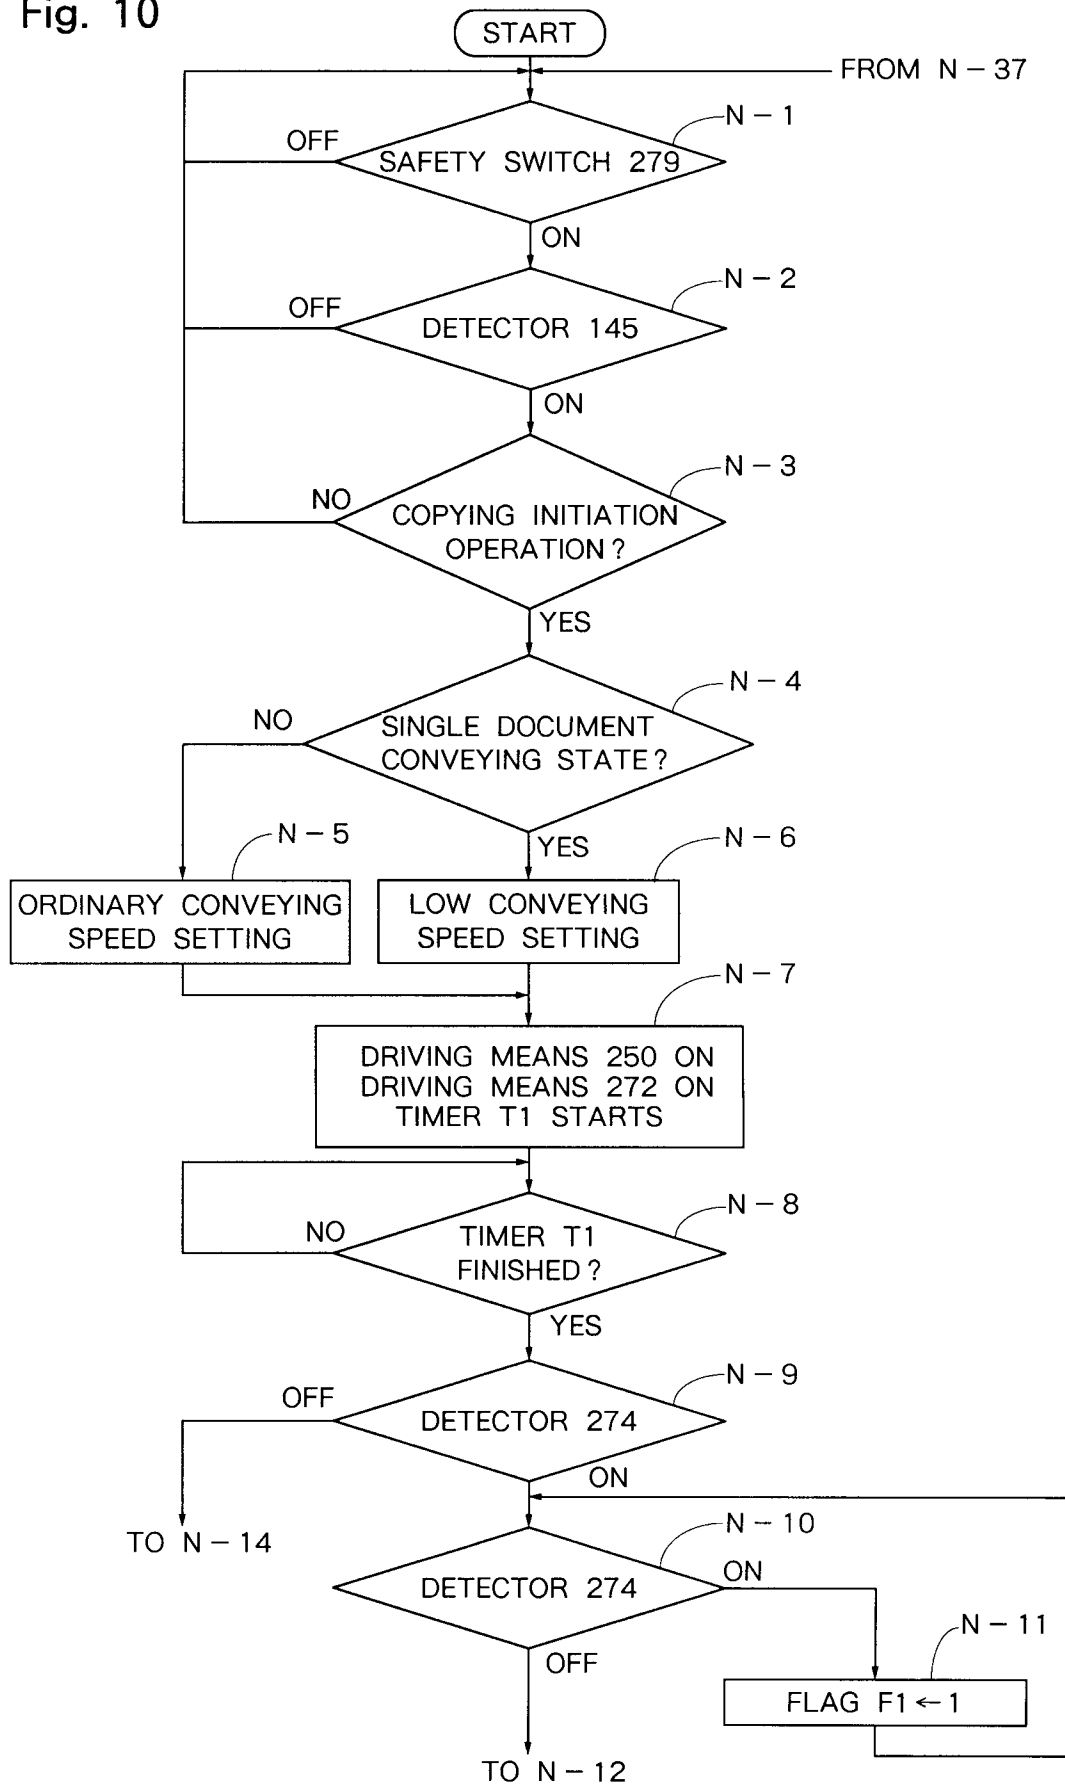 Fig. 10
START
FROM N-37
N-1
OFF
SAFETY SWITCH 279
ON
N-2
OFF
DETECTOR 145
ON
N-3
NO
COPYING INITIATION
OPERATION?
YES
N-4
NO
SINGLE DOCUMENT
CONVEYING STATE?
YES
N-5
N-6
ORDINARY CONVEYING
SPEED SETTING
LOW CONVEYING
SPEED SETTING
N-7
DRIVING MEANS 250 ON
DRIVING MEANS 272 ON
TIMER T1 STARTS
N-8
NO
TIMER T1
FINISHED?
YES
N-9
OFF
DETECTOR 274
ON
TO N-14
N-10
DETECTOR 274
ON
OFF
N-11
FLAG F1←1
TO N-12